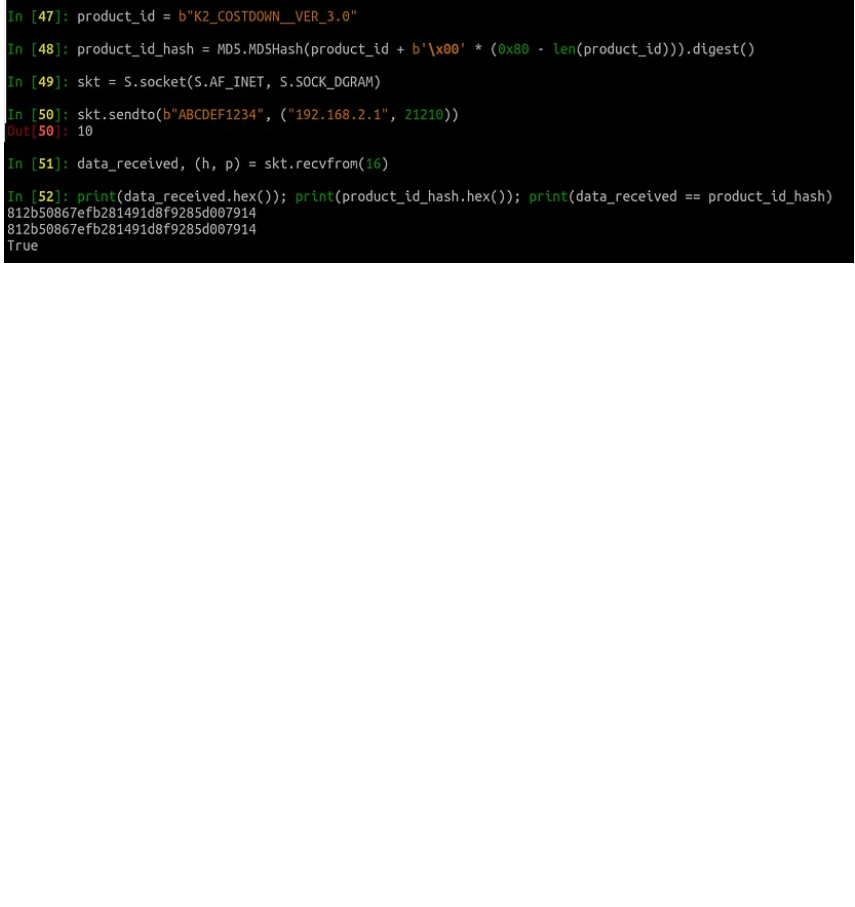 In [47]: product_id = b"K2_COSTDOWN__VER_3.0"
In [48]: product_id_hash = MD5.MD5Hash(product_id + b'\x00' * (0x80 - len(product_id))).digest()
In [49]: skt = S.socket(S.AF_INET, S.SOCK_DGRAM)
In [50]: skt.sendto(b"ABCDEF1234", ("192.168.2.1", 21210))
Out[50]: 10
In [51]: data_received, (h, p) = skt.recvfrom(16)
In [52]: print(data_received.hex()); print(product_id_hash.hex()); print(data_received == product_id_hash)
812b50867efb281491d8f9285d007914
812b50867efb281491d8f9285d007914
True